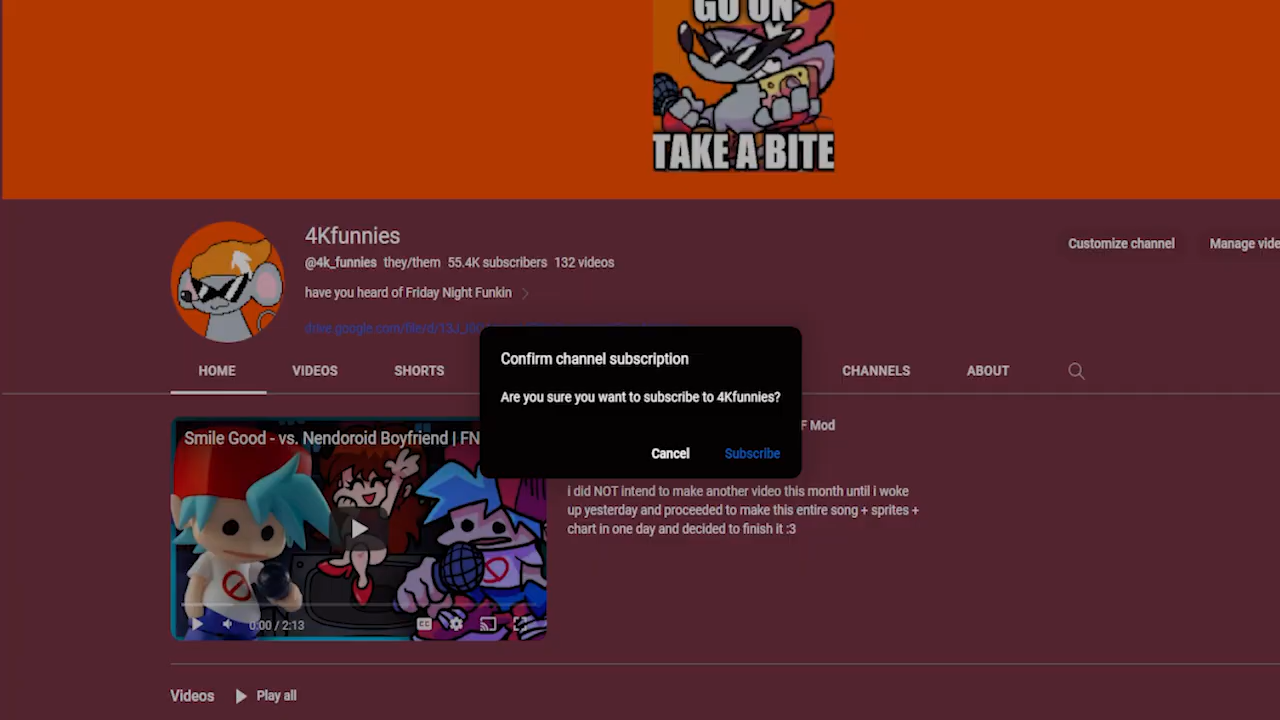 GO ON
TAKE A BITE
4Kfunnies
@4k_funnies they/them 55.4K subscribers 132 videos
have you heard of Friday Night Funkin
Customize channel
Manage vide
HOME
VIDEOS
SHORTS
CHANNELS
ABOUT
Confirm channel subscription
Are you sure you want to subscribe to 4Kfunnies?
Cancel
Subscribe
Smile Good - vs. Nendoroid Boyfriend | FN
F Mod
i did NOT intend to make another video this month until i woke
up yesterday and proceeded to make this entire song + sprites +
chart in one day and decided to finish it :3
0:00 / 2:13
CC
Videos
Play all